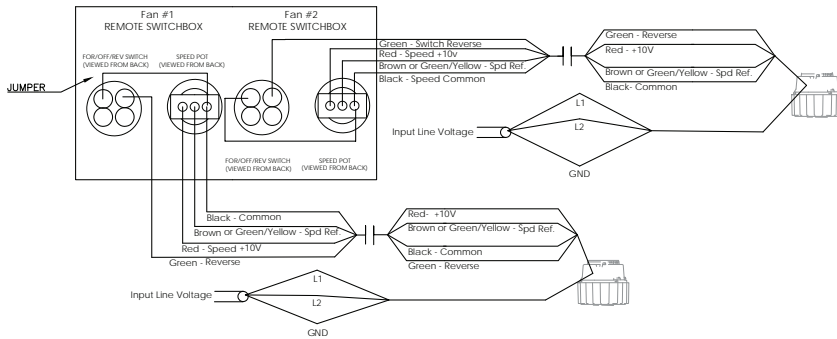 Fan #1
REMOTE SWITCHBOX
Fan #2
REMOTE SWITCHBOX
FOR/OFF/REV SWITCH
(VIEWED FROM BACK)
SPEED POT
(VIEWED FROM BACK)
JUMPER
FOR/OFF/REV SWITCH
(VIEWED FROM BACK)
SPEED POT
(VIEWED FROM BACK)
Green - Switch Reverse
Red - Speed +10v
Brown or Green/Yellow - Spd Ref.
Black - Speed Common
Green - Reverse
Red - +10V
Brown or Green/Yellow - Spd Ref.
Black- Common
Input Line Voltage
L1
L2
GND
Black - Common
Brown or Green/Yellow - Spd Ref.
Red - Speed +10V
Green - Reverse
Red- +10V
Brown or Green/Yellow - Spd Ref.
Black - Common
Green - Reverse
Input Line Voltage
L1
L2
GND